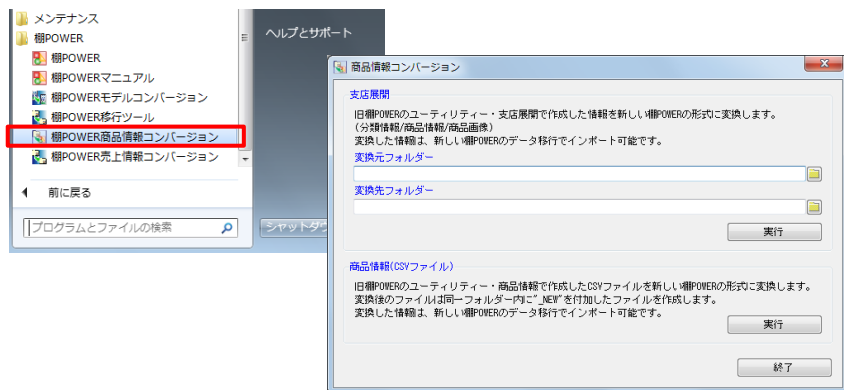 メンテナンス
棚POWER
棚POWER
棚POWERマニュアル
棚POWERモデルコンバージョン
棚POWER移行ツール
棚POWER商品情報コンバージョン
棚POWER売上情報コンバージョン
前に戻る
プログラムとファイルの検索
ヘルプとサポート
シャットダウ
商品情報コンバージョン
支店展開
旧棚POWERのユーティリティー・支店展開で作成した情報を新しい棚POWERの形式に変換します。
(分類情報/商品情報/商品画像)
変換した情報は、新しい棚POWERのデータ移行でインポート可能です。
変換元フォルダー
変換先フォルダー
実行
商品情報(CSVファイル)
旧棚POWERのユーティリティー・商品情報で作成したCSVファイルを新しい棚POWERの形式に変換します。
変換後のファイルは同一フォルダー内に"_NEW"を付加したファイルを作成します。
変換した情報は、新しい棚POWERのデータ移行でインポート可能です。
実行
終了